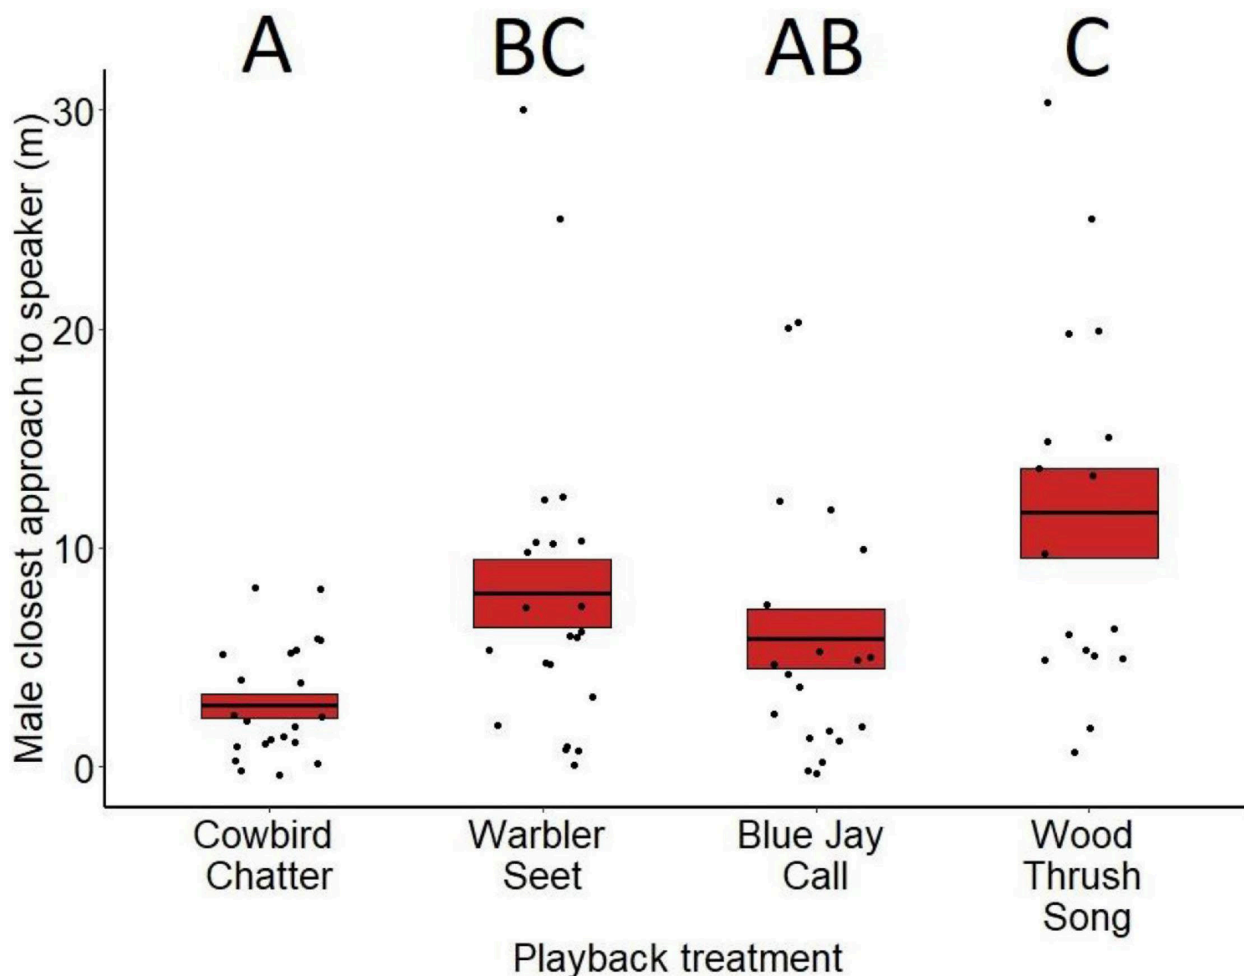 A BC AB C
Male closest approach to speaker (m)
30
20
10
0
Cowbird Warbler Blue Jay Wood
Chatter Seet Call Thrush
Song
Playback treatment